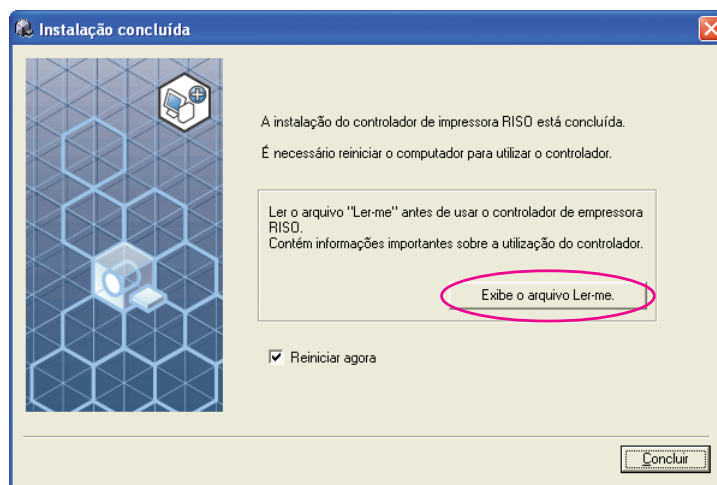 Instalação concluída
A instalação do controlador de impressora RISO está concluída.
É necessário reiniciar o computador para utilizar o controlador.
Ler o arquivo "Ler-me" antes de usar o controlador de empressora
RISO.
Contém informações importantes sobre a utilização do controlador.
Exibe o arquivo Ler-me.
Reiniciar agora
Concluir